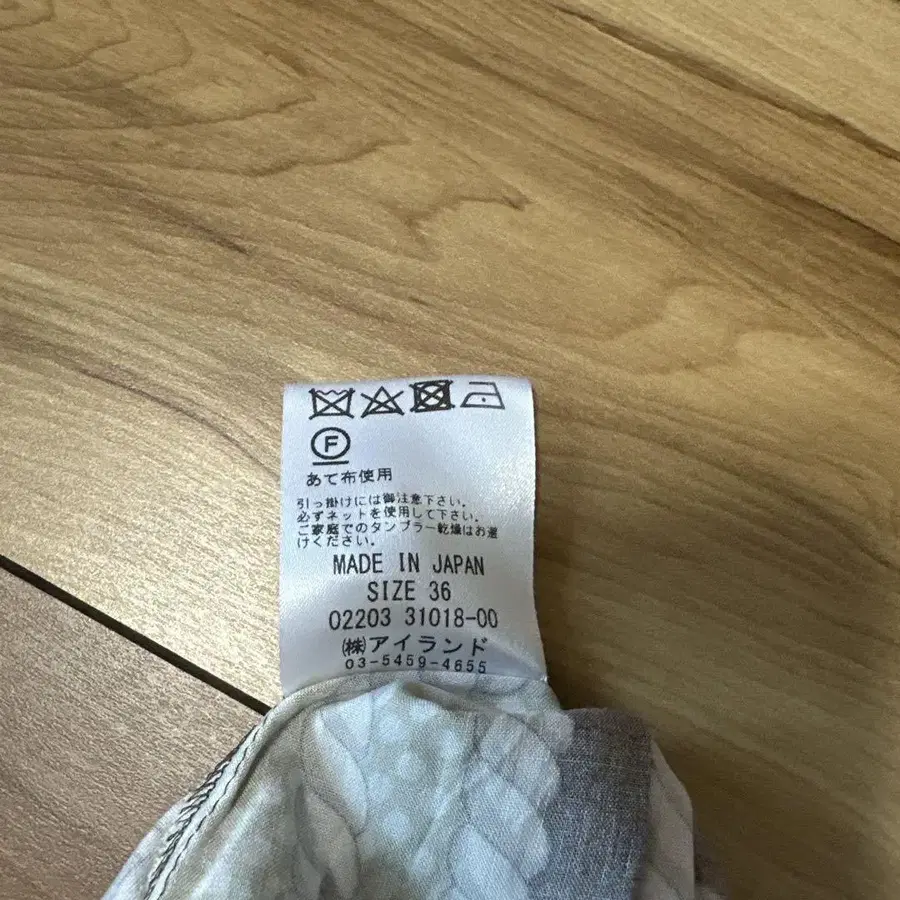 F
あて布使用
引っ掛けには御注意下さい。
必ずネットを使用して下さい。
ご家庭でのタンブラー乾燥はお避
けください。
MADE IN JAPAN
SIZE 36
02203 31018-00
㈱アイランド
03-5459-4655